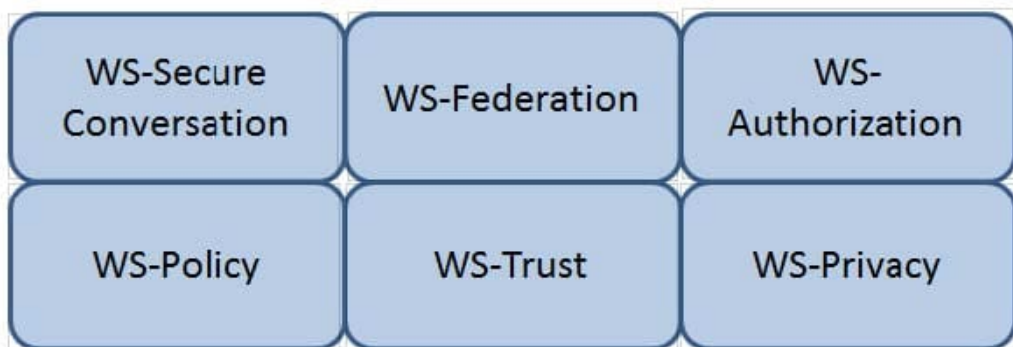 WS-Secure
Conversation
WS-Federation
WS-
Authorization
WS-Policy
WS-Trust
WS-Privacy